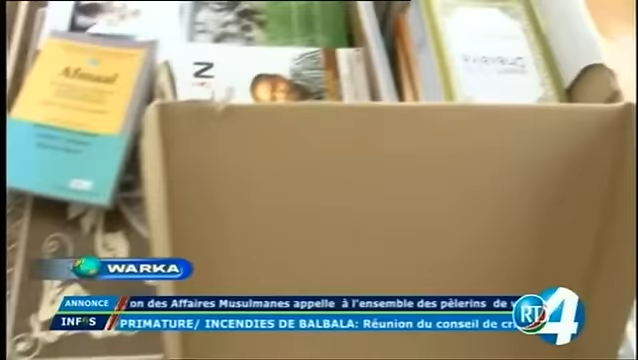 Afmaal
WARKA
ANNONCE
on des Affaires Musulmanes appelle à l'ensemble des pèlerins de v
INFOS
PRIMATURE/ INCENDIES DE BALBALA: Réunion du conseil de cr
RTD
4